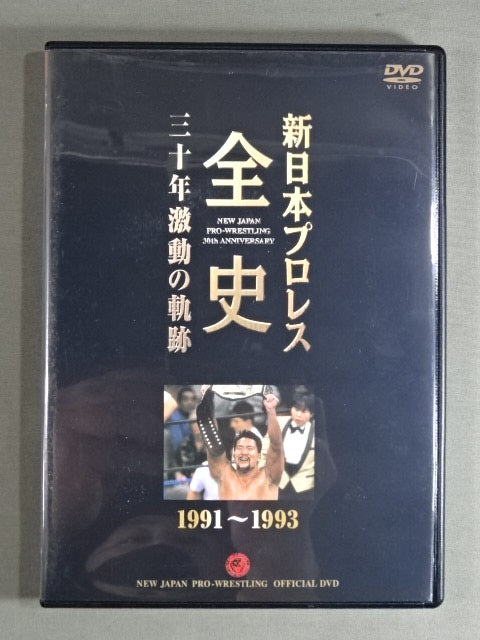 DVD
VIDEO
新日本プロレス
全史
NEW JAPAN
PRO-WRESTLING
30th ANNIVERSARY
三十年激動の軌跡
1991～1993
NEW JAPAN PRO-WRESTLING OFFICIAL DVD